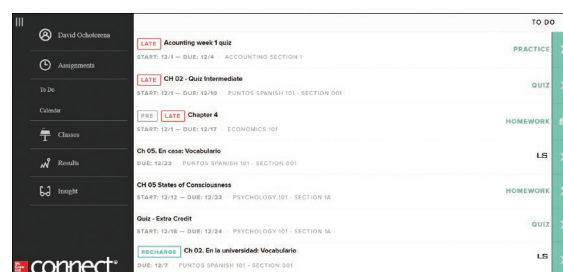 TO DO
David Ochoterena
Assignments
To Do
Calendar
Classes
Results
Insight
connect®
LATE Acounting week 1 quiz
START: 12/1 — DUE: 12/4 · ACCOUNTING SECTION 1
PRACTICE
LATE CH 02 - Quiz Intermediate
START: 12/1 — DUE: 12/10 · PUNTOS SPANISH 101 - SECTION 001
QUIZ
PRE LATE Chapter 4
START: 12/1 — DUE: 12/17 · ECONOMICS 101
HOMEWORK
Ch 05. En casa: Vocabulario
DUE: 12/22 · PUNTOS SPANISH 101 - SECTION 001
LS
CH 05 States of Consciousness
START: 12/12 — DUE: 12/23 · PSYCHOLOGY 101 - SECTION 1A
HOMEWORK
Quiz - Extra Credit
START: 12/18 — DUE: 12/24 · PSYCHOLOGY 101 - SECTION 1A
QUIZ
RECHARGE Ch 02. En la universidad: Vocabulario
DUE: 12/7 · PUNTOS SPANISH 101 - SECTION 001
LS